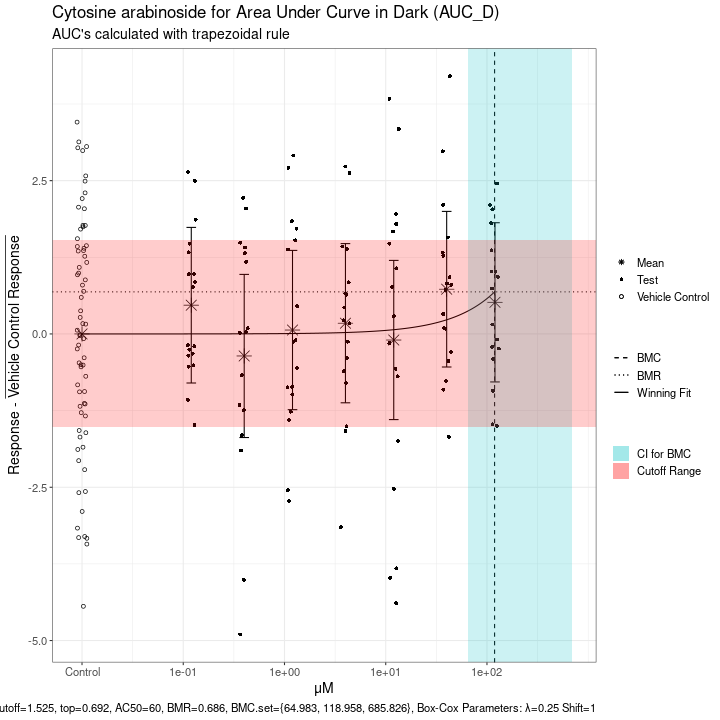 Cytosine arabinoside for Area Under Curve in Dark (AUC_D)
AUC's calculated with trapezoidal rule
Response - Vehicle Control Response
2.5
0.0
-2.5
-5.0
Control
1e-01
1e+00
1e+01
1e+02
µM
Mean
Test
Vehicle Control
BMC
BMR
Winning Fit
CI for BMC
Cutoff Range
utoff=1.525, top=0.692, AC50=60, BMR=0.686, BMC.set={64.983, 118.958, 685.826}, Box-Cox Parameters: λ=0.25 Shift=1